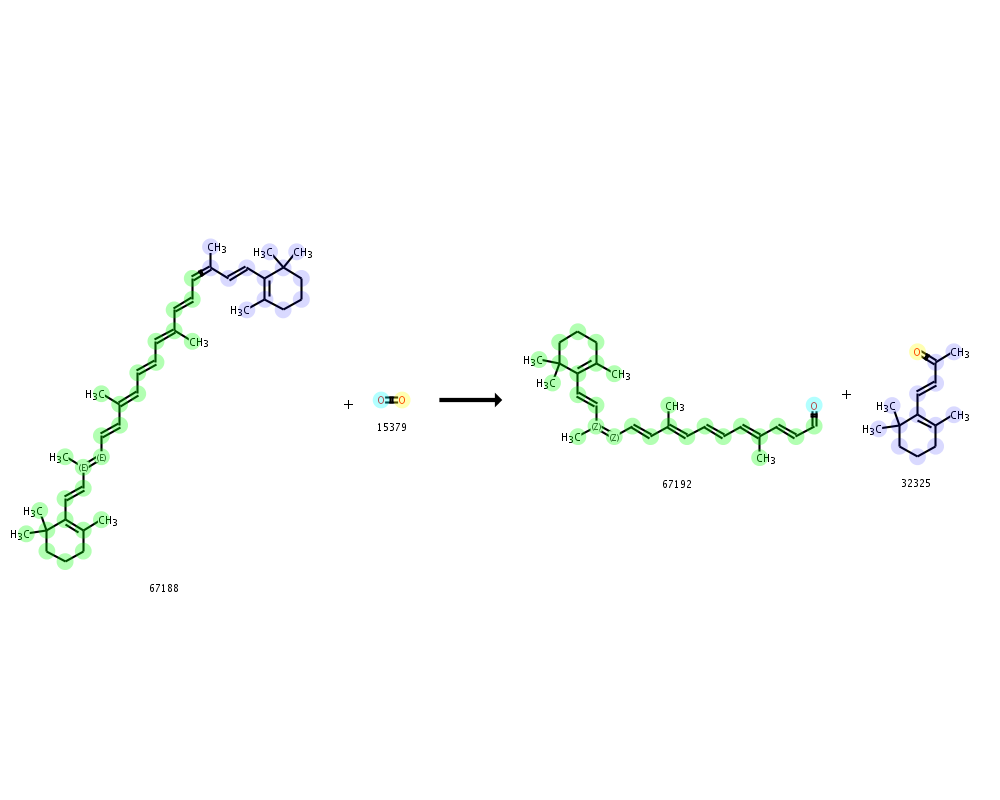 CH3
H3C CH3
H3C
CH3
H3C
H3C (E)
(E)
H3C
H3C
CH3
67188
+
O O
15379
H3C
H3C
CH3
H3C (Z)
(Z)
CH3
CH3
O
67192
+
O CH3
H3C
H3C
CH3
32325